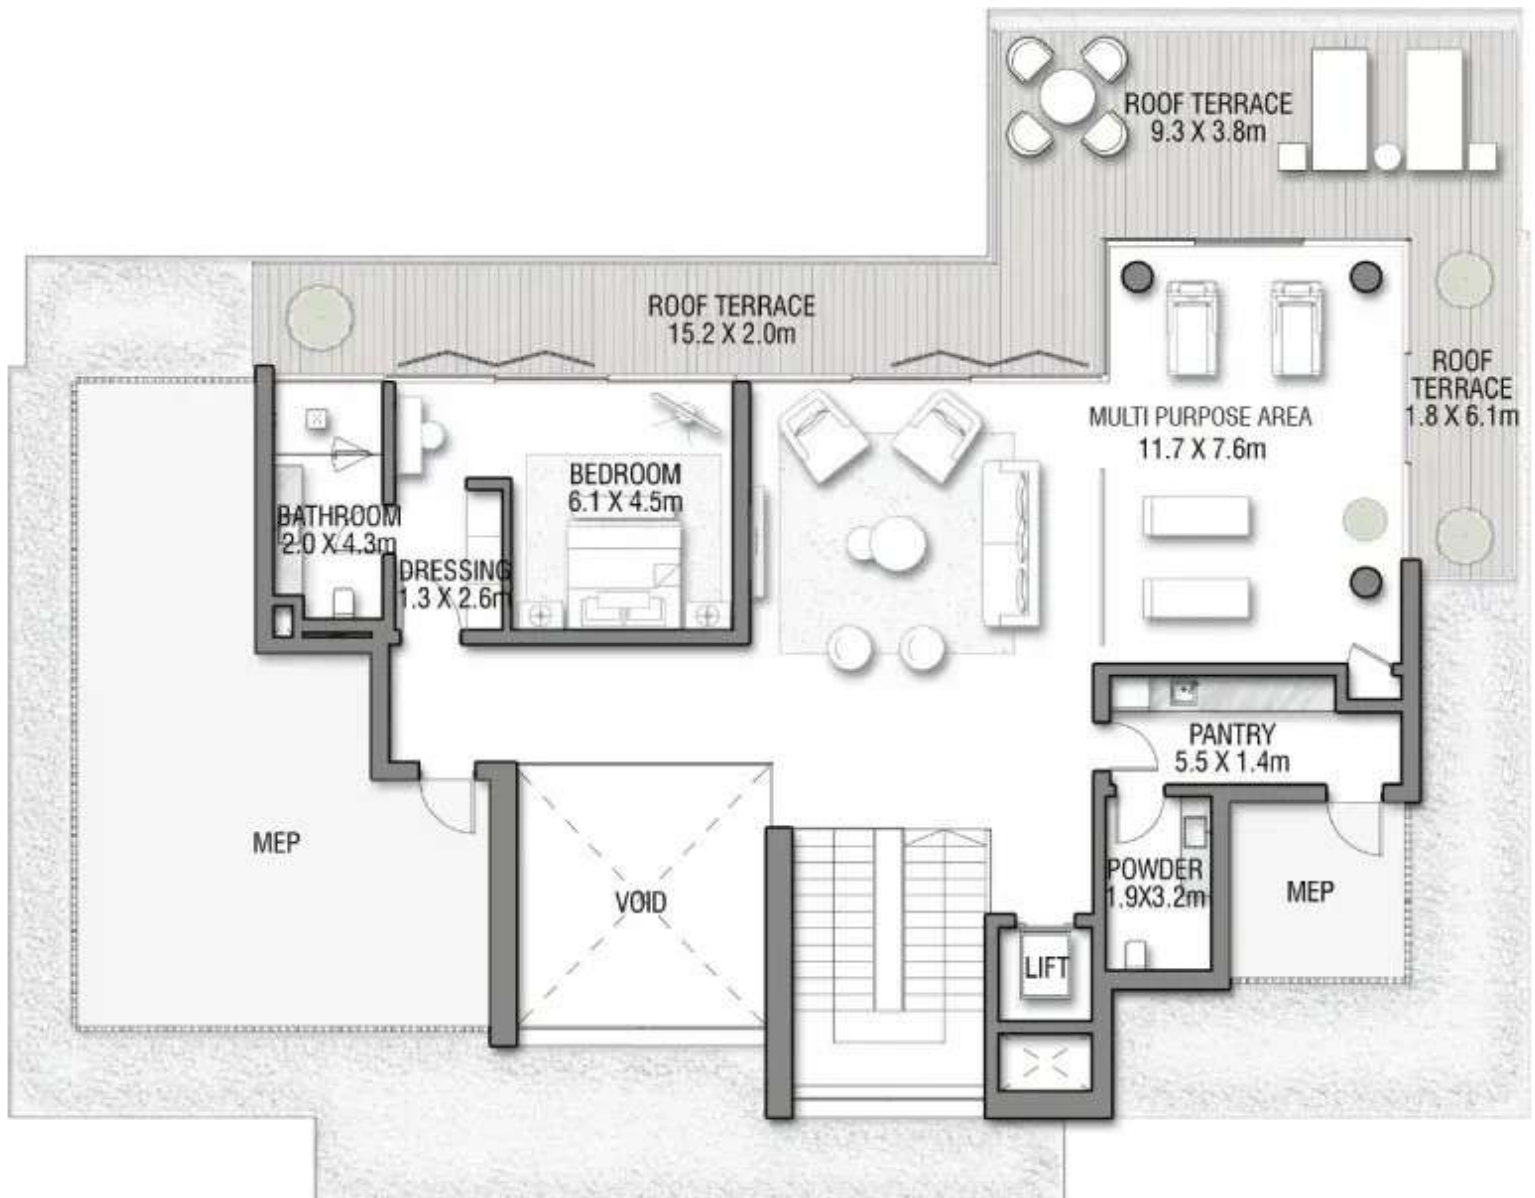 ROOF TERRACE
9.3 X 3.8m
ROOF TERRACE
15.2 X 2.0m
ROOF
TERRACE
1.8 X 6.1m
MULTI PURPOSE AREA
11.7 X 7.6m
BEDROOM
6.1 X 4.5m
BATHROOM
2.0 X 4.3m
DRESSING
1.3 X 2.6m
PANTRY
5.5 X 1.4m
MEP
VOID
POWDER
1.9X3.2m
MEP
LIFT